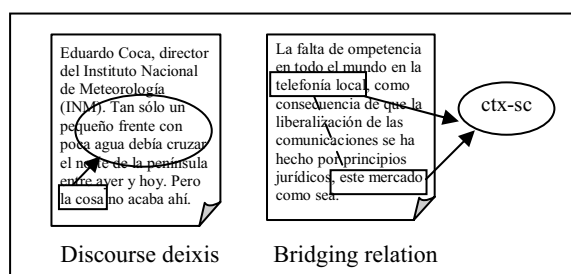 Eduardo Coca, director
del Instituto Nacional
de Meteorología
(INM). Tan sólo un
pequeño frente con
poca agua debía cruzar
el norte de la península
entre ayer y hoy. Pero
la cosa no acaba ahí.
Discourse deixis
La falta de ompetencia
en todo el mundo en la
telefonía local, como
consecuencia de que la
liberalización de las
comunicaciones se ha
hecho por principios
jurídicos, este mercado
como sea.
Bridging relation
ctx-sc